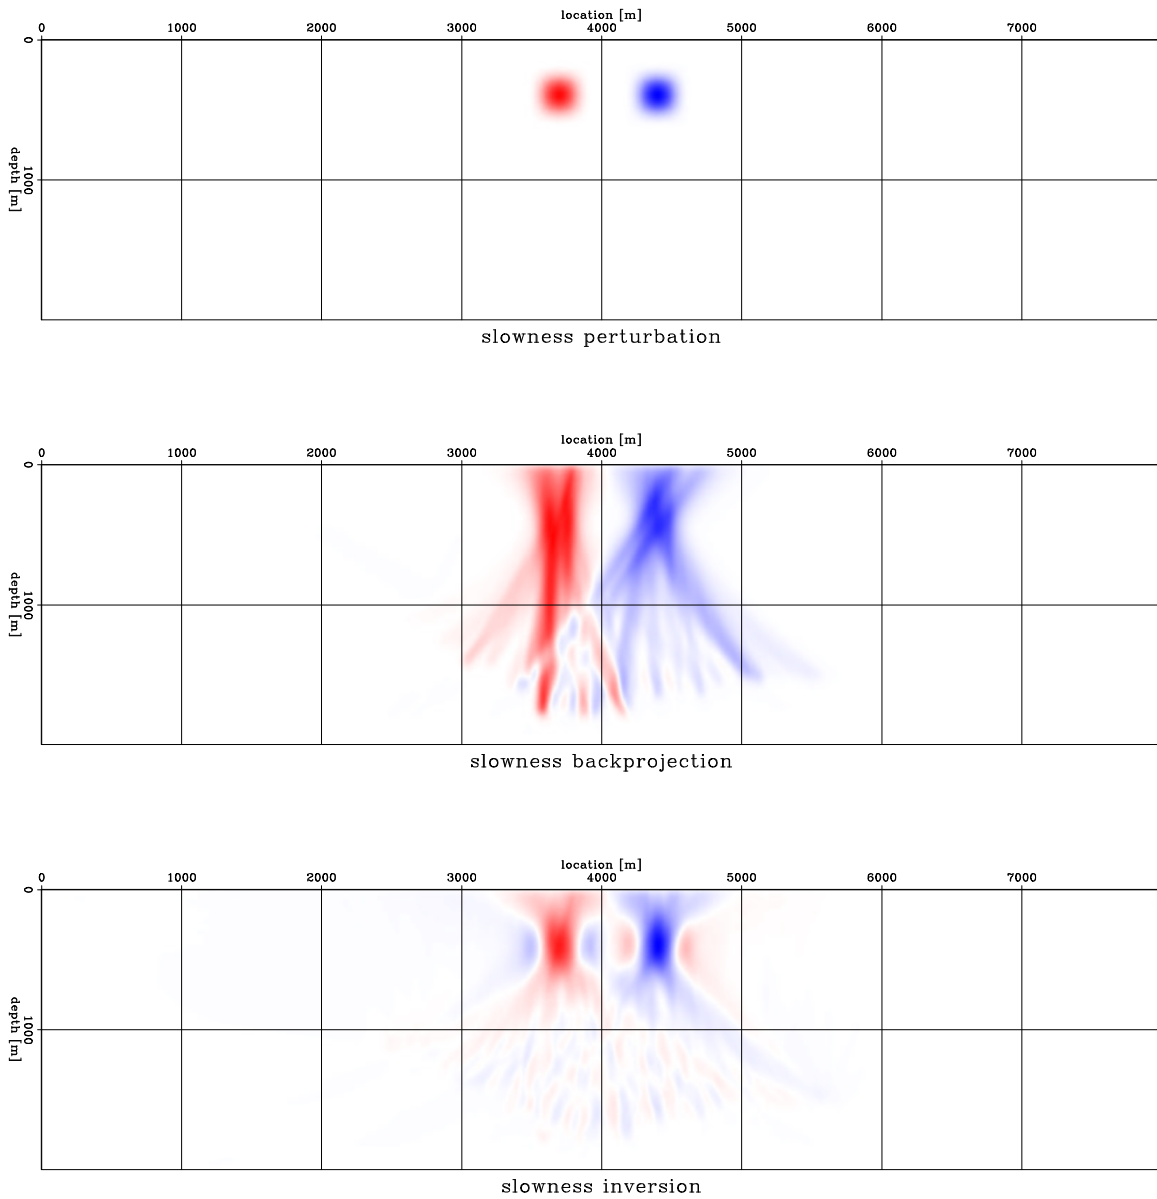 location [m]
0 1000 2000 3000 4000 5000 6000 7000
0
1000
depth [m]
slowness perturbation
location [m]
0 1000 2000 3000 4000 5000 6000 7000
0
1000
depth [m]
slowness backprojection
location [m]
0 1000 2000 3000 4000 5000 6000 7000
0
1000
depth [m]
slowness inversion